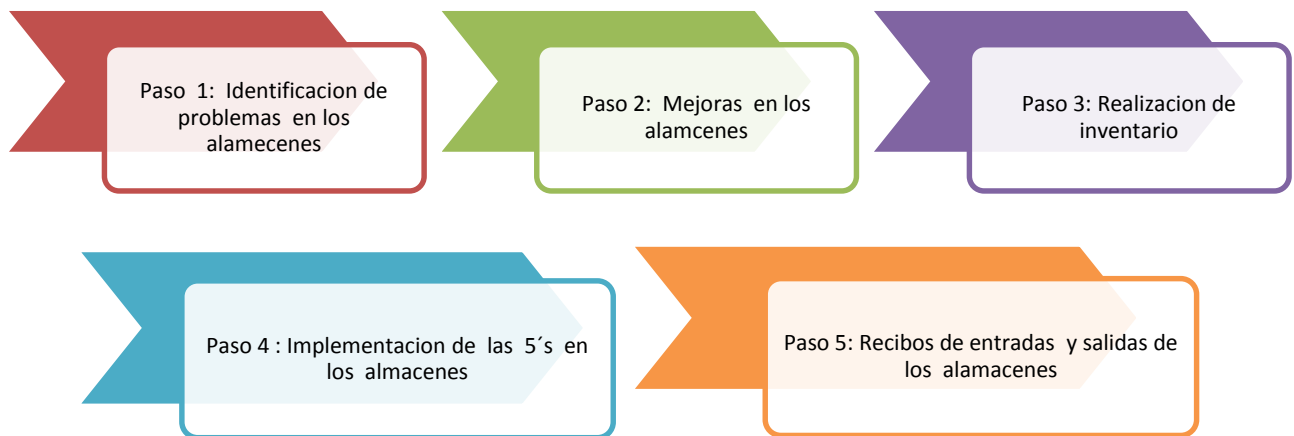 Paso 1: Identificacion de
problemas en los
alamecenes
Paso 2: Mejoras en los
alamcenes
Paso 3: Realizacion de
inventario
Paso 4 : Implementacion de las 5´s en
los almacenes
Paso 5: Recibos de entradas y salidas de
los alamacenes